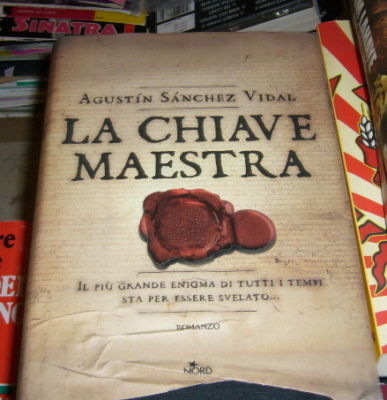 SINATRA
AGUSTÍN SÁNCHEZ VIDAL
LA CHIAVE
MAESTRA
IL PIÙ GRANDE ENIGMA DI TUTTI I TEMPI
STA PER ESSERE SVELATO...
ROMANZO
NORD
re